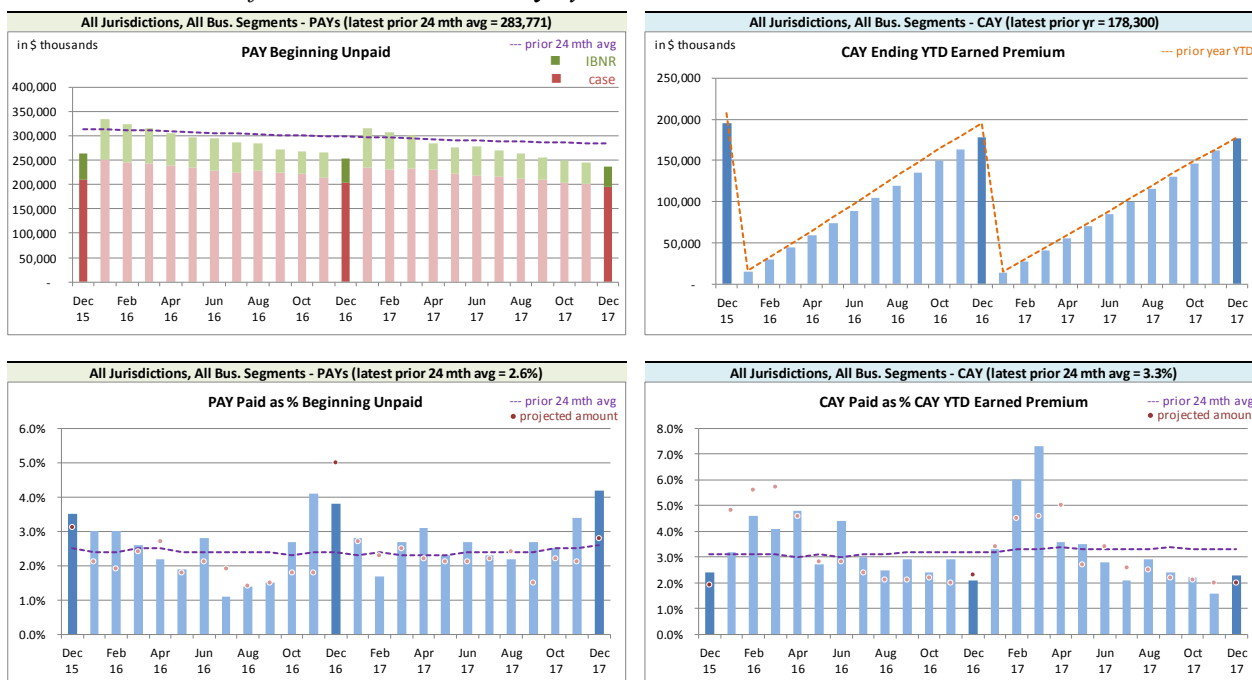 All Jurisdictions, All Bus. Segments - PAYs (latest prior 24 mth avg = 283,771)
in $ thousands
PAY Beginning Unpaid
--- prior 24 mth avg
IBNR
case
400,000
350,000
300,000
250,000
200,000
150,000
100,000
50,000
-
Dec Feb Apr Jun Aug Oct Dec Feb Apr Jun Aug Oct Dec
15 16 16 16 16 16 16 17 17 17 17 17 17
All Jurisdictions, All Bus. Segments - CAY (latest prior yr = 178,300)
in $ thousands
CAY Ending YTD Earned Premium
--- prior year YTD
250,000
200,000
150,000
100,000
50,000
-
Dec Feb Apr Jun Aug Oct Dec Feb Apr Jun Aug Oct Dec
15 16 16 16 16 16 16 17 17 17 17 17 17
All Jurisdictions, All Bus. Segments - PAYs (latest prior 24 mth avg = 2.6%)
PAY Paid as % Beginning Unpaid
--- prior 24 mth avg
• projected amount
6.0%
5.0%
4.0%
3.0%
2.0%
1.0%
0.0%
Dec Feb Apr Jun Aug Oct Dec Feb Apr Jun Aug Oct Dec
15 16 16 16 16 16 16 17 17 17 17 17 17
All Jurisdictions, All Bus. Segments - CAY (latest prior 24 mth avg = 3.3%)
CAY Paid as % CAY YTD Earned Premium
--- prior 24 mth avg
• projected amount
8.0%
7.0%
6.0%
5.0%
4.0%
3.0%
2.0%
1.0%
0.0%
Dec Feb Apr Jun Aug Oct Dec Feb Apr Jun Aug Oct Dec
15 16 16 16 16 16 16 17 17 17 17 17 17